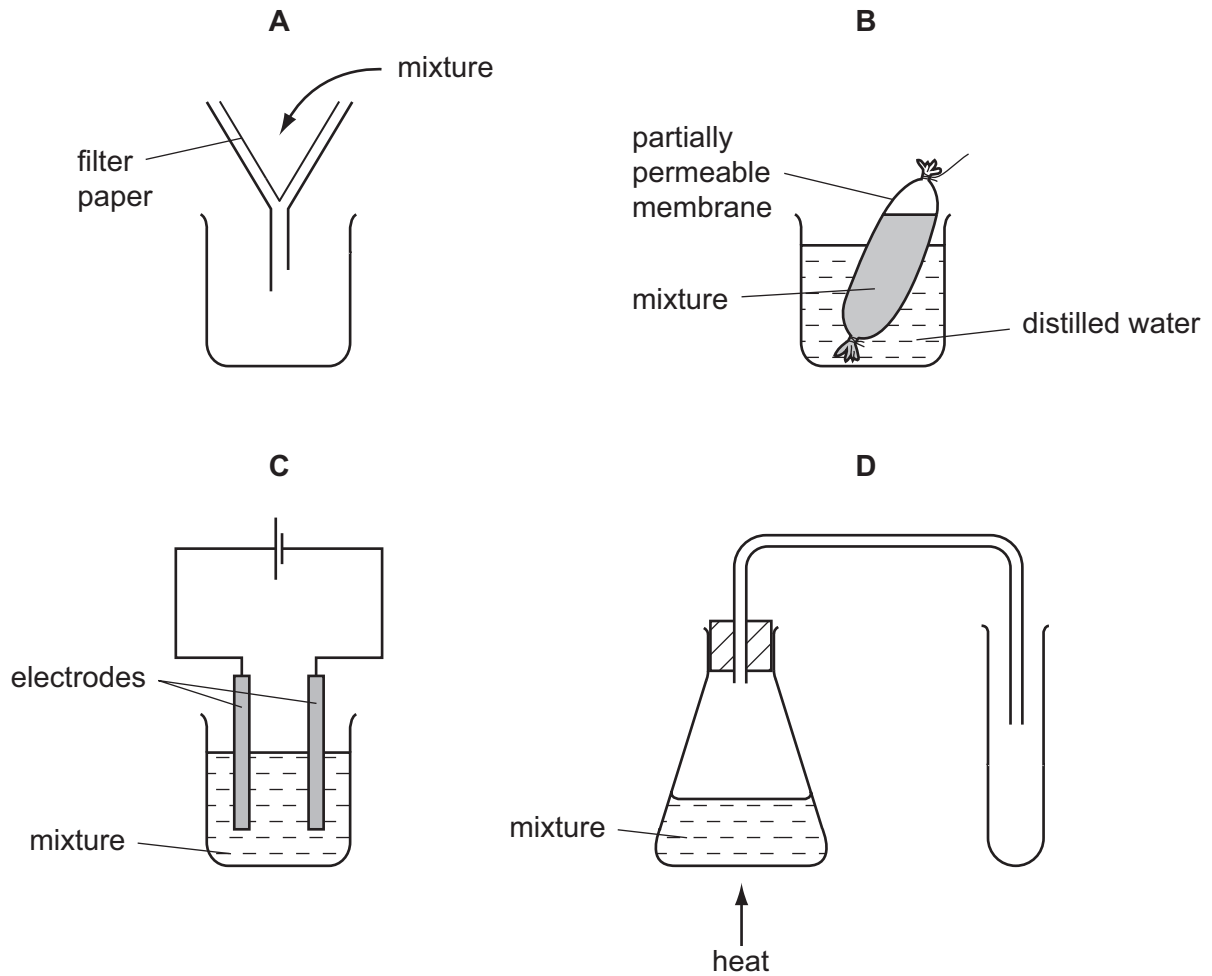 A
mixture
filter
paper
B
partially
permeable
membrane
mixture
distilled water
C
electrodes
mixture
D
mixture
heat